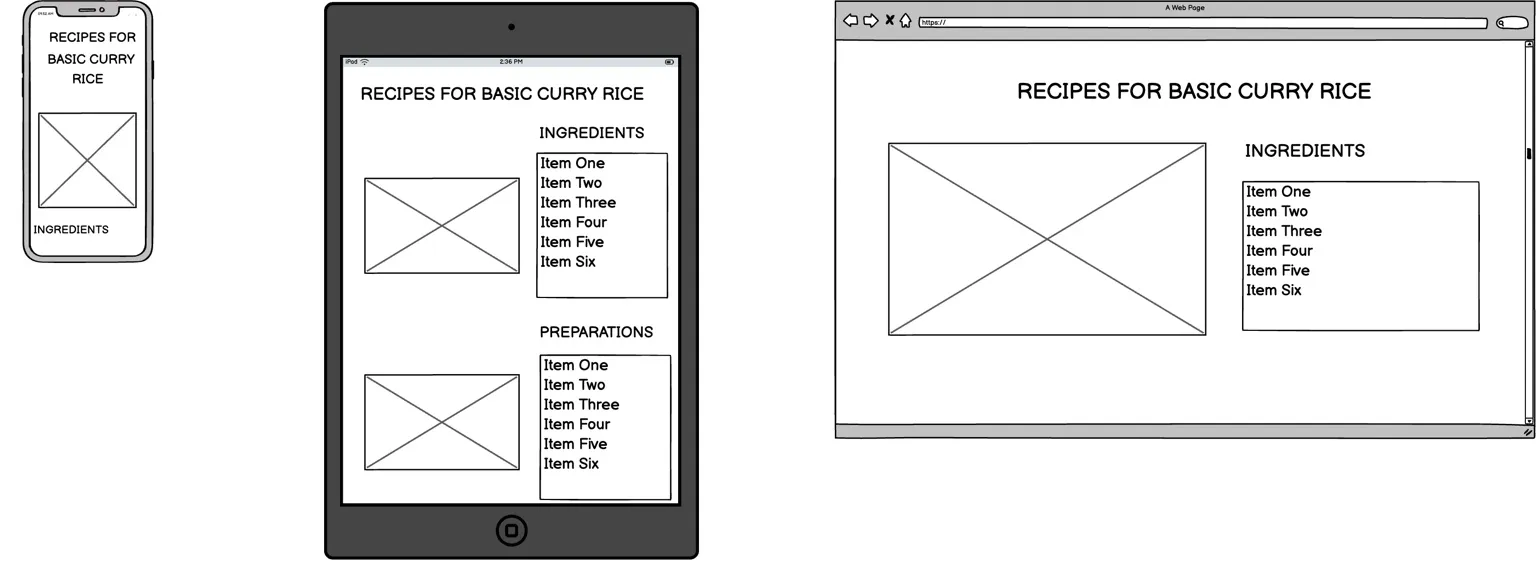 RECIPES FOR
BASIC CURRY
RICE
INGREDIENTS
iPad
2:36 PM
RECIPES FOR BASIC CURRY RICE
INGREDIENTS
Item One
Item Two
Item Three
Item Four
Item Five
Item Six
PREPARATIONS
Item One
Item Two
Item Three
Item Four
Item Five
Item Six
A Web Page
https://
RECIPES FOR BASIC CURRY RICE
INGREDIENTS
Item One
Item Two
Item Three
Item Four
Item Five
Item Six